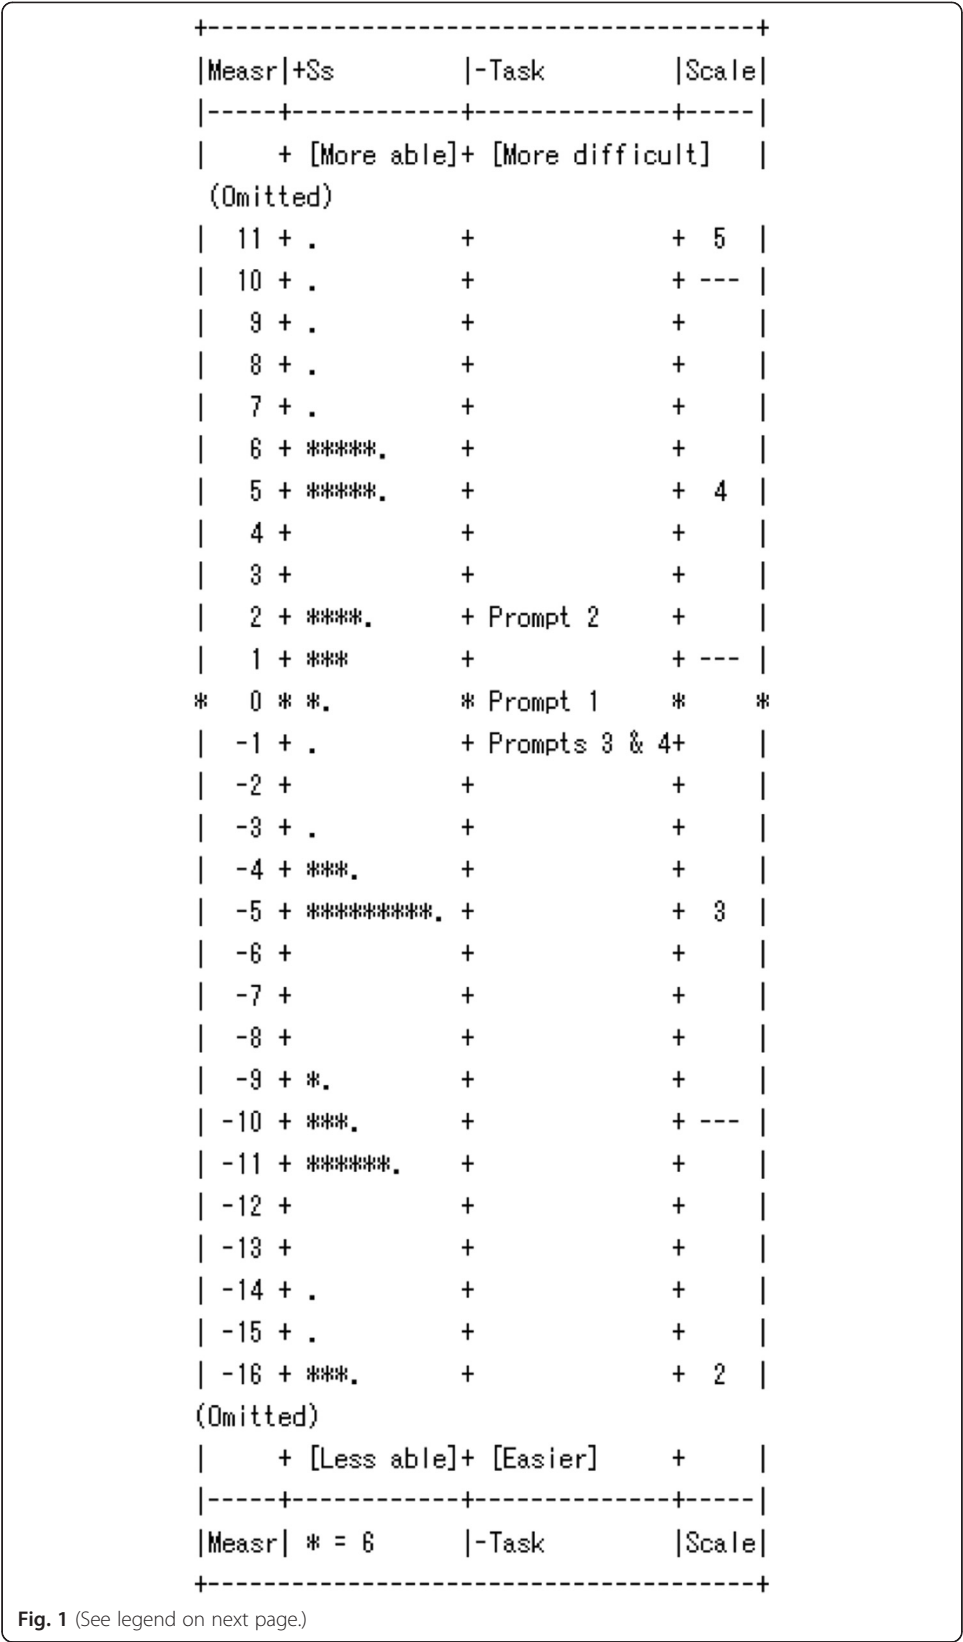 +---------------------------------------+
|Measr|+Ss         |-Task         |Scale|
|-----+------------+--------------+-----|
|     + [More able]+ [More difficult]   |
(Omitted)
|  11 + .          +              +  5  |
|  10 + .          +              + --- |
|   9 + .          +              +     |
|   8 + .          +              +     |
|   7 + .          +              +     |
|   6 + *****.     +              +     |
|   5 + *****.     +              +  4  |
|   4 +            +              +     |
|   3 +            +              +     |
|   2 + ****.      + Prompt 2     +     |
|   1 + ***        +              + --- |
*   0 * *.         * Prompt 1     *     *
|  -1 + .          + Prompts 3 & 4+     |
|  -2 +            +              +     |
|  -3 + .          +              +     |
|  -4 + ***.       +              +     |
|  -5 + *********. +              +  3  |
|  -6 +            +              +     |
|  -7 +            +              +     |
|  -8 +            +              +     |
|  -9 + *.         +              +     |
| -10 + ***.       +              + --- |
| -11 + ******.    +              +     |
| -12 +            +              +     |
| -13 +            +              +     |
| -14 + .          +              +     |
| -15 + .          +              +     |
| -16 + ***.       +              +  2  |
(Omitted)
|     + [Less able]+ [Easier]     +     |
|-----+------------+--------------+-----|
|Measr| * = 6      |-Task         |Scale|
+---------------------------------------+
Fig. 1 (See legend on next page.)